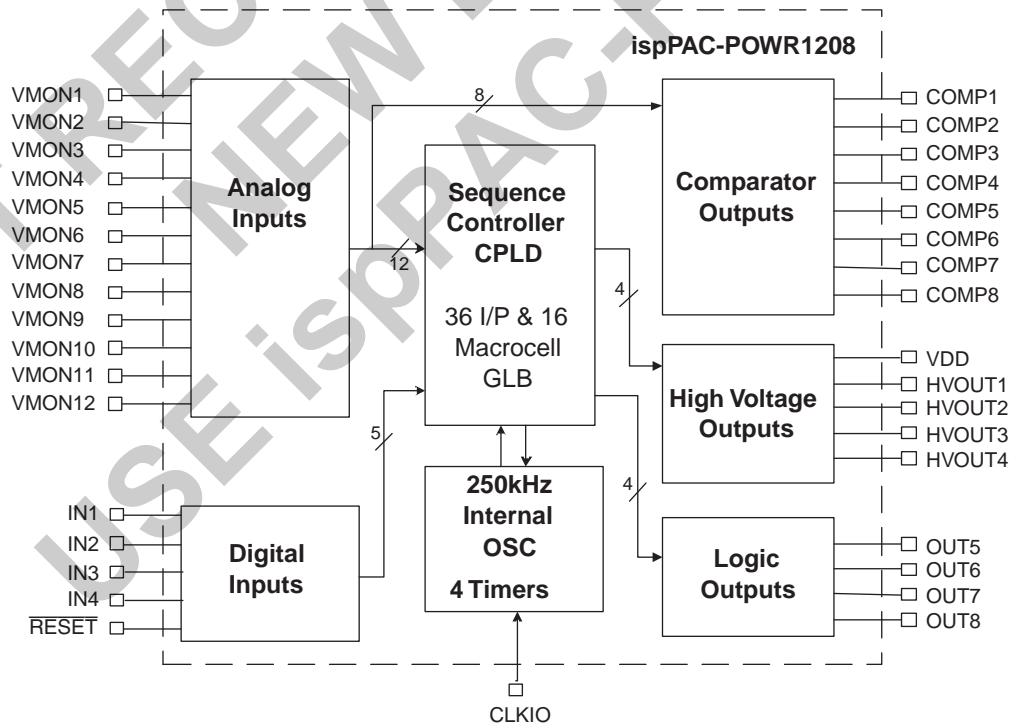 ispPAC-POWR1208
VMON1
VMON2
VMON3
VMON4
VMON5
VMON6
VMON7
VMON8
VMON9
VMON10
VMON11
VMON12
Analog
Inputs
8
12
Sequence
Controller
CPLD
36 I/P & 16
Macrocell
GLB
Comparator
Outputs
COMP1
COMP2
COMP3
COMP4
COMP5
COMP6
COMP7
COMP8
4
High Voltage
Outputs
VDD
HVOUT1
HVOUT2
HVOUT3
HVOUT4
IN1
IN2
IN3
IN4
RESET
Digital
Inputs
5
250kHz
Internal
OSC
4 Timers
4
Logic
Outputs
OUT5
OUT6
OUT7
OUT8
CLKIO
NEW
USE ispPAC-